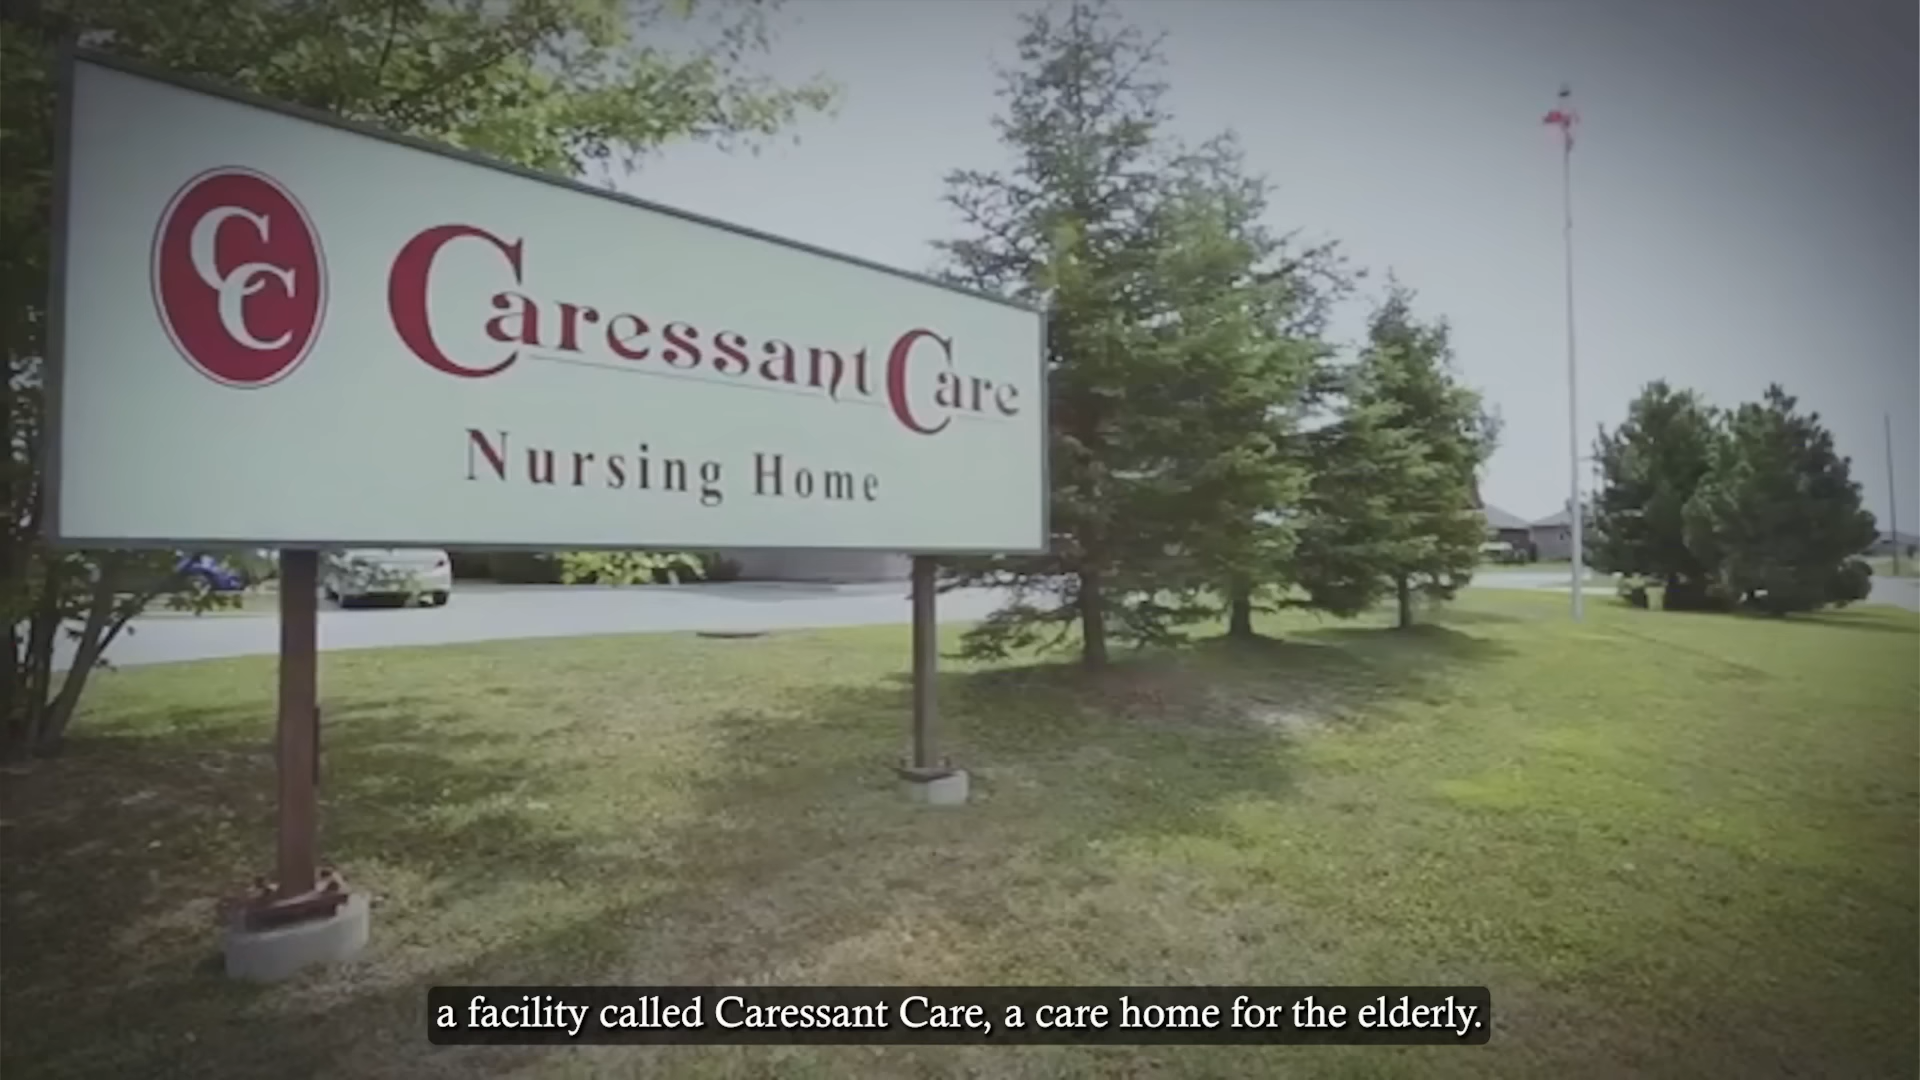 CC
Caressant Care
Nursing Home
a facility called Caressant Care, a care home for the elderly.